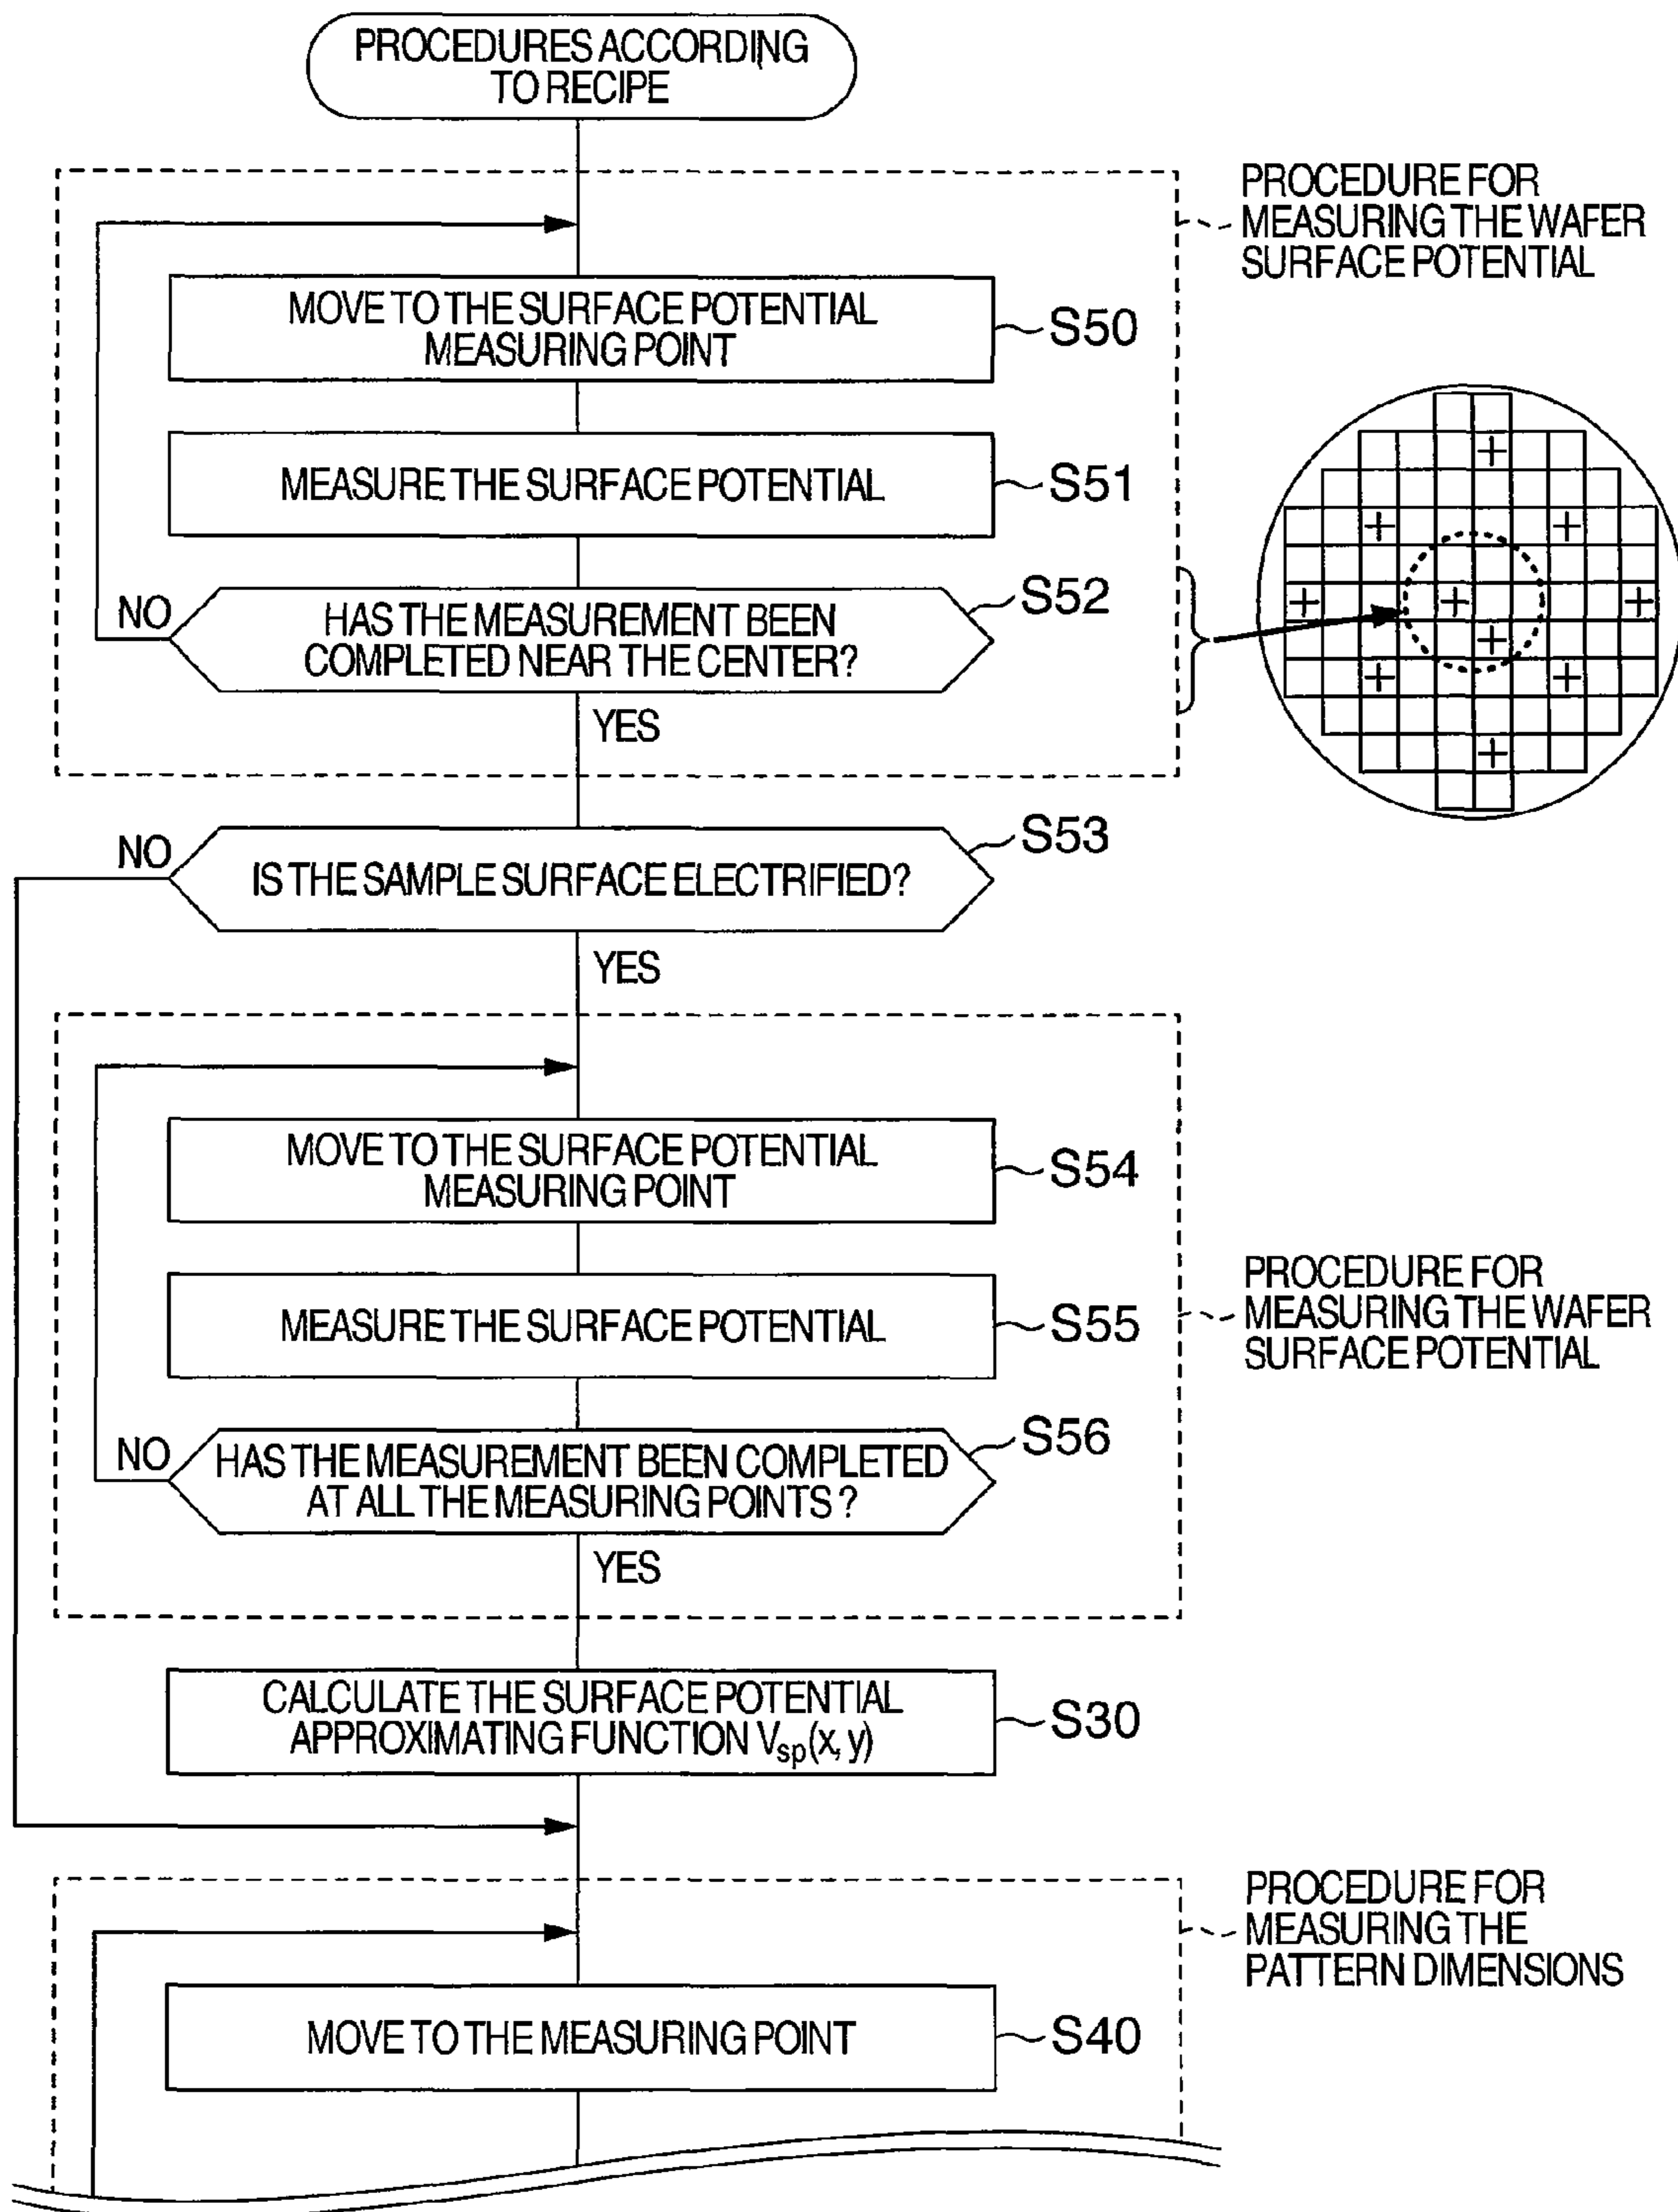 PROCEDURES ACCORDING
TO RECIPE
PROCEDURE FOR
MEASURING THE WAFER
SURFACE POTENTIAL
MOVE TO THE SURFACE POTENTIAL
MEASURING POINT
S50
MEASURE THE SURFACE POTENTIAL
S51
NO
HAS THE MEASUREMENT BEEN
COMPLETED NEAR THE CENTER?
S52
YES
NO
IS THE SAMPLE SURFACE ELECTRIFIED?
S53
YES
MOVE TO THE SURFACE POTENTIAL
MEASURING POINT
S54
MEASURE THE SURFACE POTENTIAL
S55
PROCEDURE FOR
MEASURING THE WAFER
SURFACE POTENTIAL
NO
HAS THE MEASUREMENT BEEN COMPLETED
AT ALL THE MEASURING POINTS ?
S56
YES
CALCULATE THE SURFACE POTENTIAL
APPROXIMATING FUNCTION Vsp(x, y)
S30
PROCEDURE FOR
MEASURING THE
PATTERN DIMENSIONS
MOVE TO THE MEASURING POINT
S40